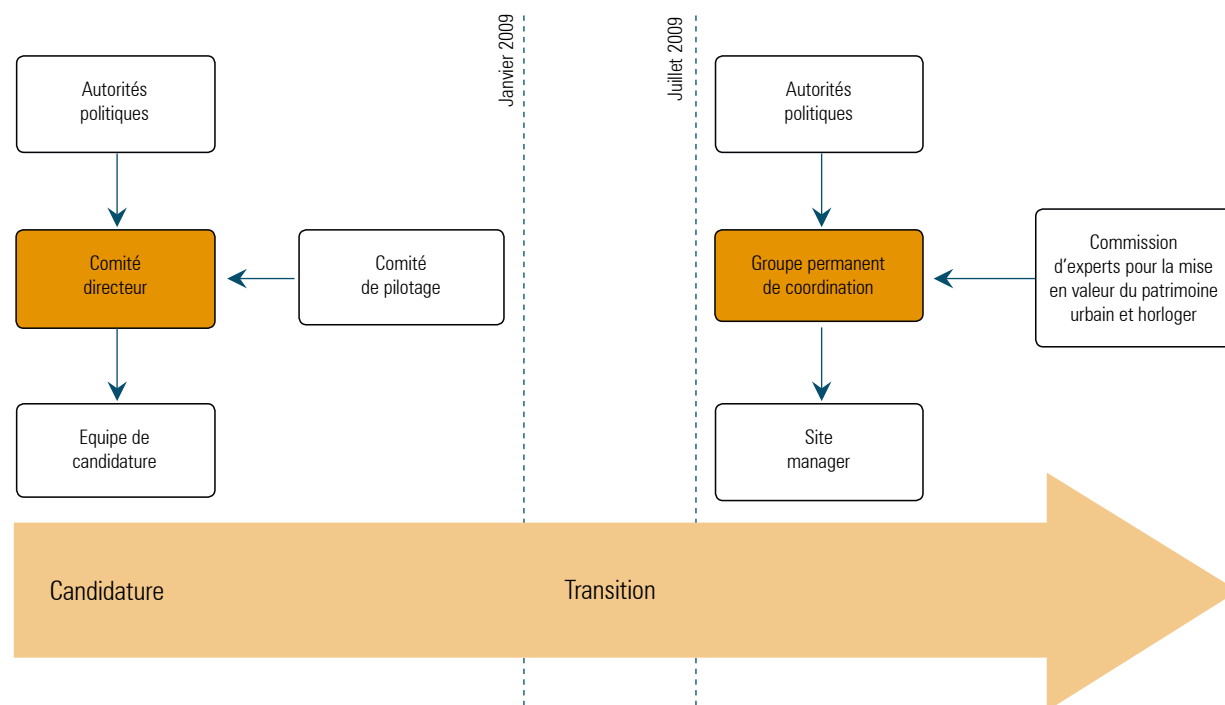 Janvier 2009
Juillet 2009
Autorités
politiques
Comité
directeur
Comité
de pilotage
Equipe de
candidature
Autorités
politiques
Groupe permanent
de coordination
Commission
d'experts pour la mise
en valeur du patrimoine
urbain et horloger
Site
manager
Candidature
Transition